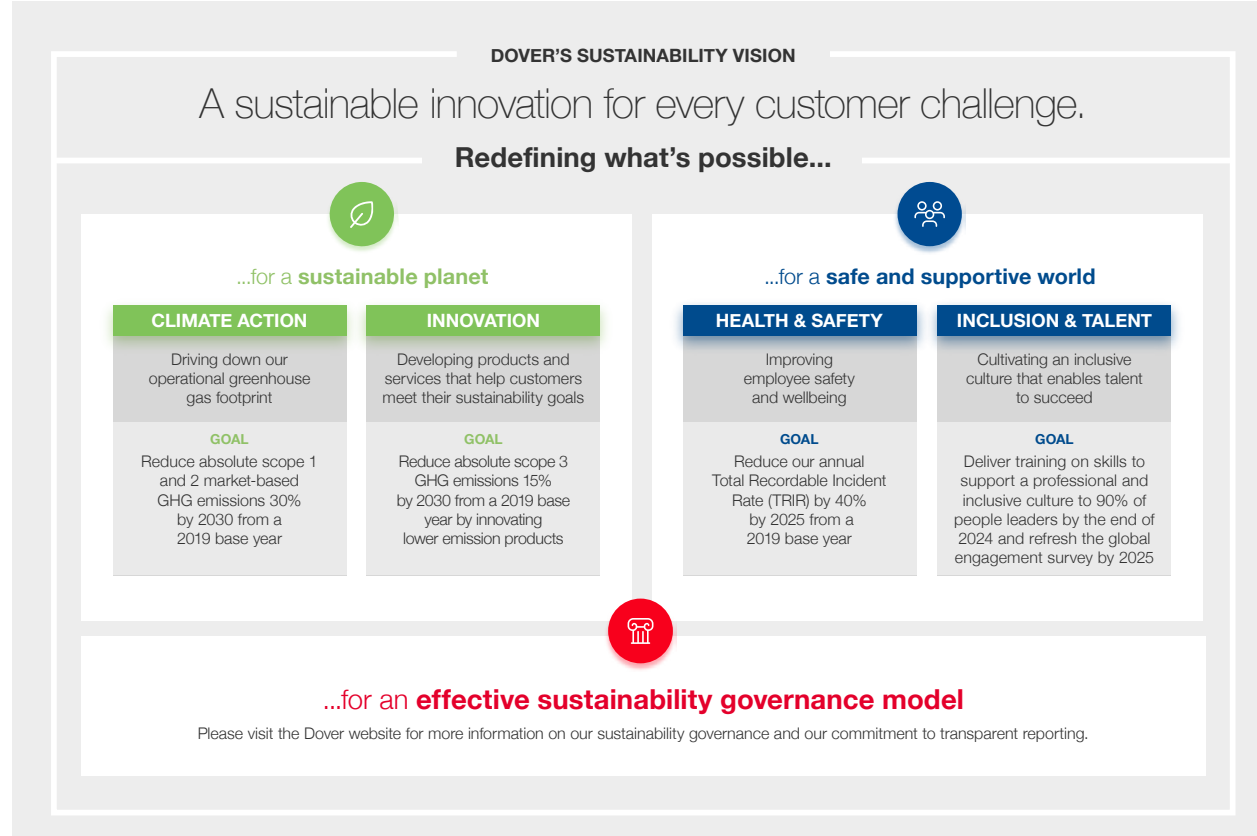 DOVER’S SUSTAINABILITY VISION
A sustainable innovation for every customer challenge.
Redefining what’s possible...
...for a sustainable planet
CLIMATE ACTION
Driving down our
operational greenhouse
gas footprint
GOAL
Reduce absolute scope 1
and 2 market-based
GHG emissions 30%
by 2030 from a
2019 base year
INNOVATION
Developing products and
services that help customers
meet their sustainability goals
GOAL
Reduce absolute scope 3
GHG emissions 15%
by 2030 from a 2019 base
year by innovating
lower emission products
...for a safe and supportive world
HEALTH & SAFETY
Improving
employee safety
and wellbeing
GOAL
Reduce our annual
Total Recordable Incident
Rate (TRIR) by 40%
by 2025 from a
2019 base year
INCLUSION & TALENT
Cultivating an inclusive
culture that enables talent
to succeed
GOAL
Deliver training on skills to
support a professional and
inclusive culture to 90% of
people leaders by the end of
2024 and refresh the global
engagement survey by 2025
...for an effective sustainability governance model
Please visit the Dover website for more information on our sustainability governance and our commitment to transparent reporting.